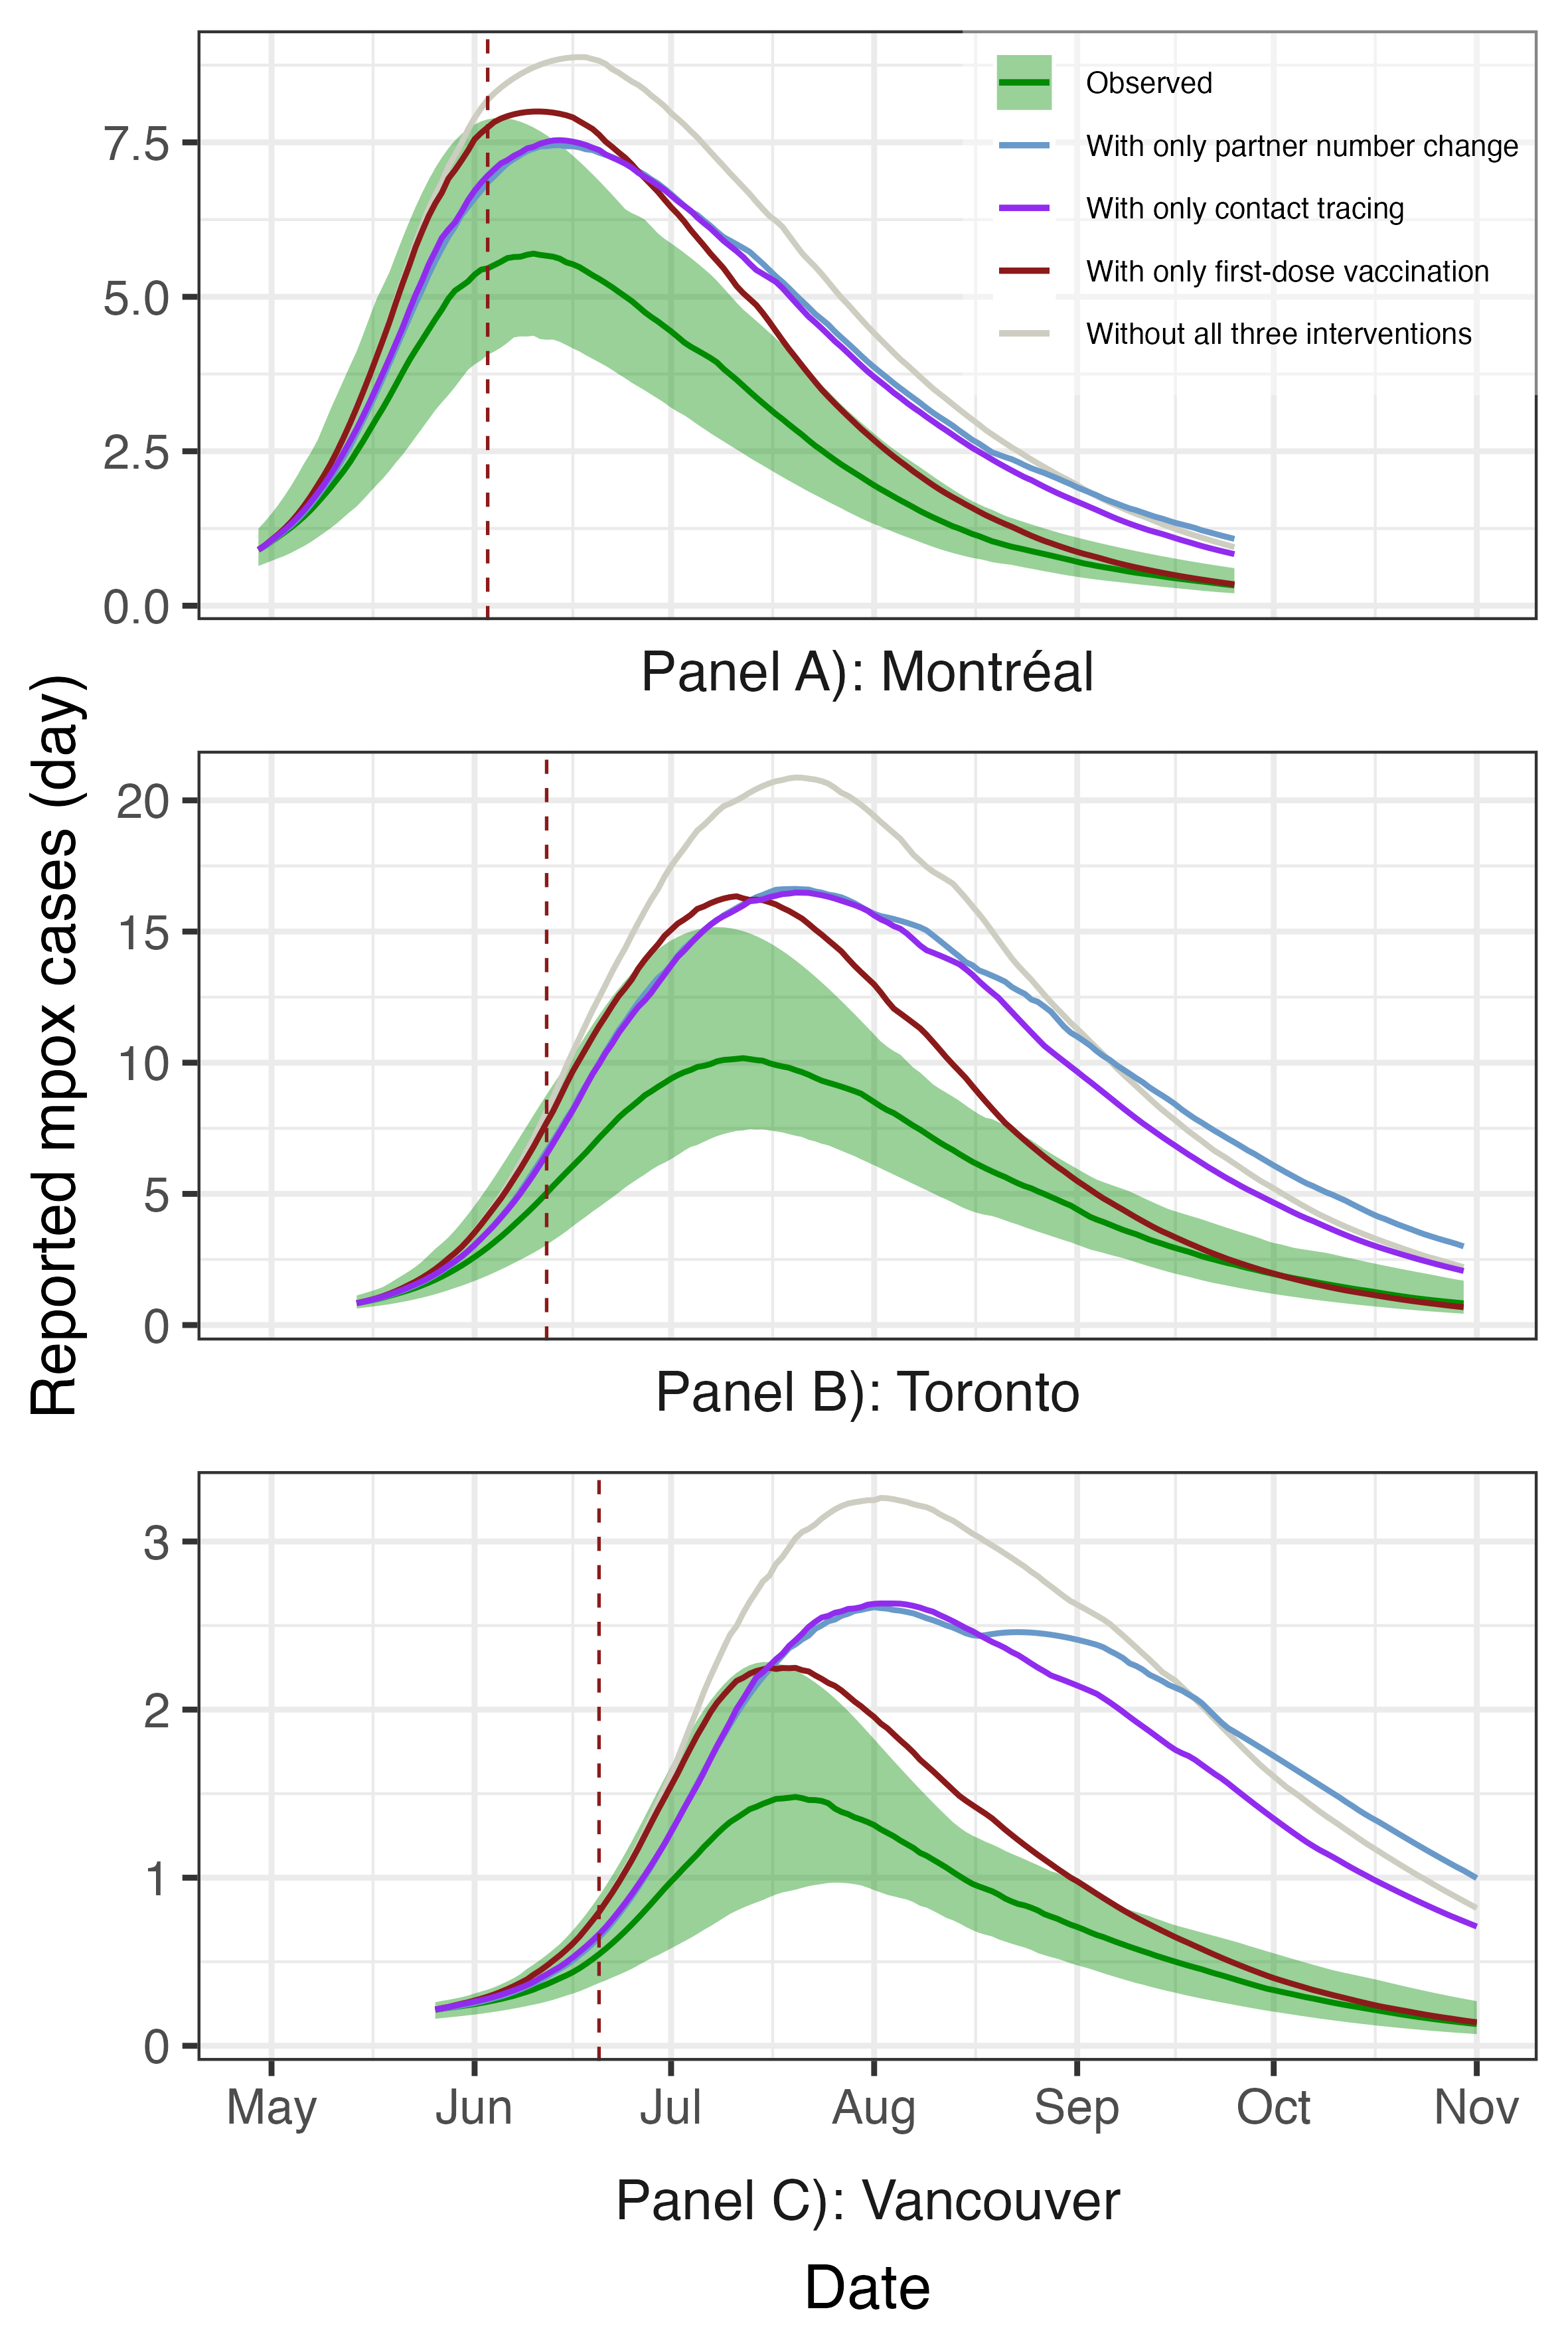 Observed
With only partner number change
With only contact tracing
With only first-dose vaccination
Without all three interventions
7.5
5.0
2.5
0.0
Panel A): Montréal
Reported mpox cases (day)
20
15
10
5
0
Panel B): Toronto
3
2
1
0
May Jun Jul Aug Sep Oct Nov
Panel C): Vancouver
Date